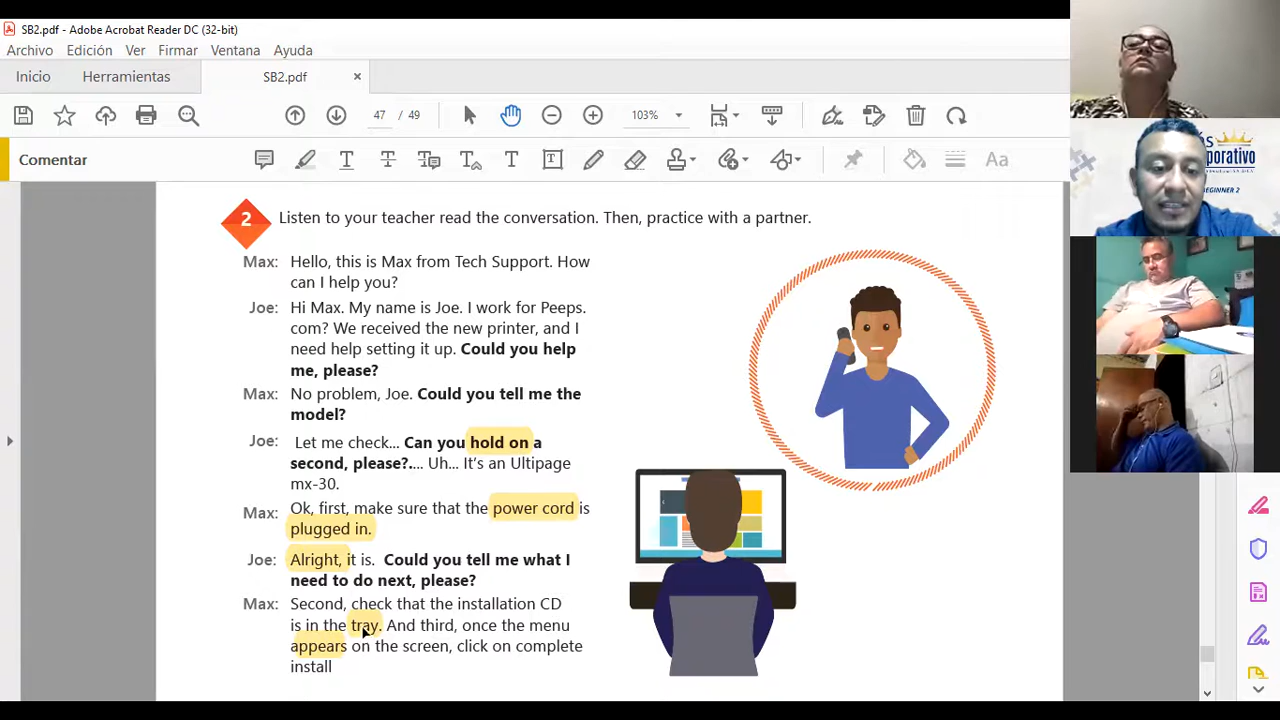 SB2.pdf - Adobe Acrobat Reader DC (32-bit)
Archivo Edición Ver Firmar Ventana Ayuda
Inicio Herramientas SB2.pdf ×
47 / 49 103%
Comentar
2 Listen to your teacher read the conversation. Then, practice with a partner.
Max: Hello, this is Max from Tech Support. How
can I help you?
Joe: Hi Max. My name is Joe. I work for Peeps.
com? We received the new printer, and I
need help setting it up. Could you help
me, please?
Max: No problem, Joe. Could you tell me the
model?
Joe: Let me check... Can you hold on a
second, please?.... Uh... It's an Ultipage
mx-30.
Max: Ok, first, make sure that the power cord is
plugged in.
Joe: Alright, it is. Could you tell me what I
need to do next, please?
Max: Second, check that the installation CD
is in the tray. And third, once the menu
appears on the screen, click on complete
install
BEGINNER 2